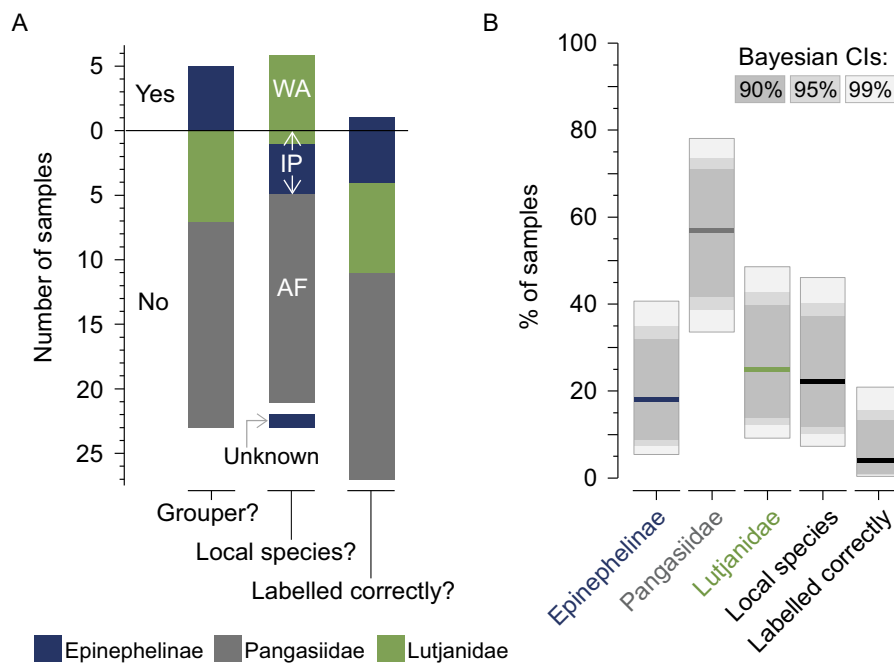 A
Number of samples
5
0
5
10
15
20
25
Yes
No
WA
IP
AF
Unknown
Grouper?
Local species?
Labelled correctly?
Epinephelinae
Pangasiidae
Lutjanidae
B
% of samples
100
80
60
40
20
0
Bayesian CIs:
90% 95% 99%
Epinephelinae
Pangasiidae
Lutjanidae
Local species
Labelled correctly